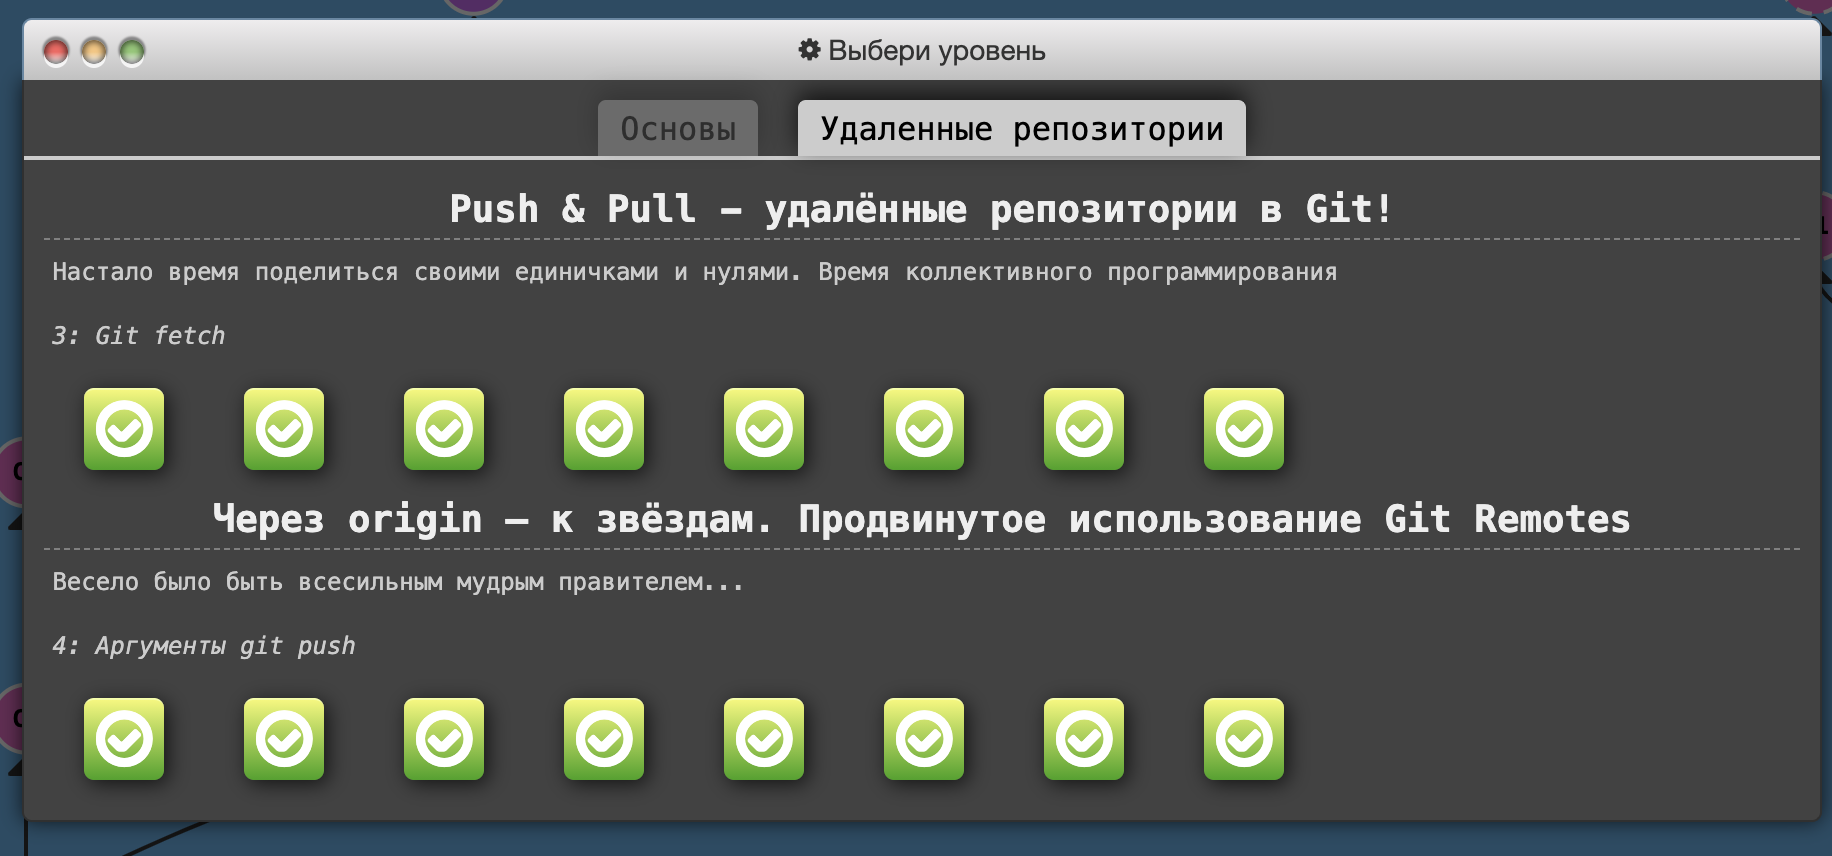 Выбери уровень
Основы
Удаленные репозитории
Push & Pull — удалённые репозитории в Git!
Настало время поделиться своими единичками и нулями. Время коллективного программирования
3: Git fetch
Через origin – к звёздам. Продвинутое использование Git Remotes
Весело было быть всесильным мудрым правителем...
4: Аргументы git push